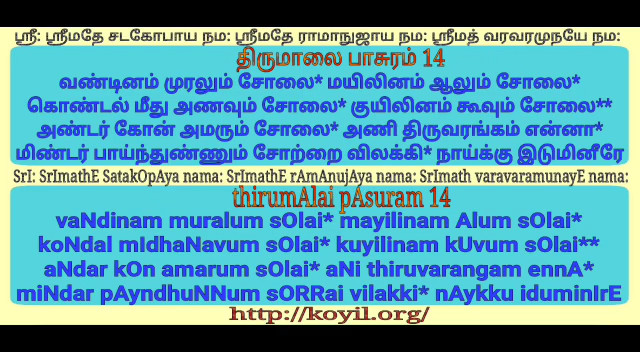 ஸ்ரீ: ஸ்ரீமதே சடகோபாய நம: ஸ்ரீமதே ராமாநுஜாய நம: ஸ்ரீமத் வரவரமுநயே நம:
திருமாலை பாசுரம் 14
வண்டினம் முரலும் சோலை* மயிலினம் ஆலும் சோலை*
கொண்டல் மீது அணவும் சோலை* குயிலினம் கூவும் சோலை**
அண்டர் கோன் அமரும் சோலை* அணி திருவரங்கம் என்னா*
மிண்டர் பாய்ந்துண்ணும் சோற்றை விலக்கி* நாய்க்கு இடுமினீரே
SrI: SrImathE SatakOpAya nama: SrImathE rAmAnujAya nama: SrImath varavaramunayE nama:
thirumAlai pAsuram 14
vaNdinam muralum sOlai* mayilinam Alum sOlai*
koNdal mIdhaNavum sOlai* kuyilinam kUvum sOlai**
aNdar kOn amarum sOlai* aNi thiruvarangam ennA*
miNdar pAyndhuNNum sORRai vilakki* nAykku iduminIrE
http://koyil.org/